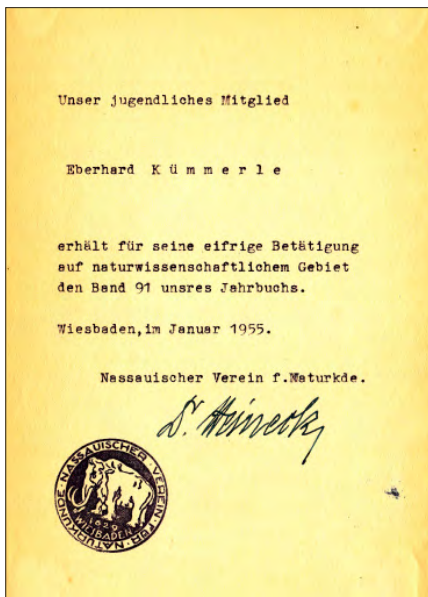 Unser jugendliches Mitglied
Eberhard K ü m m e r l e
erhält für seine eifrige Betätigung
auf naturwissenschaftlichem Gebiet
den Band 91 unsres Jahrbuchs.
Wiesbaden,im Januar 1955.
Nassauischer Verein f.Naturkde.
Dr. Heineck
NASSAUISCHER · VEREIN · FÜR · NATURKUNDE ·
1829
WIESBADEN